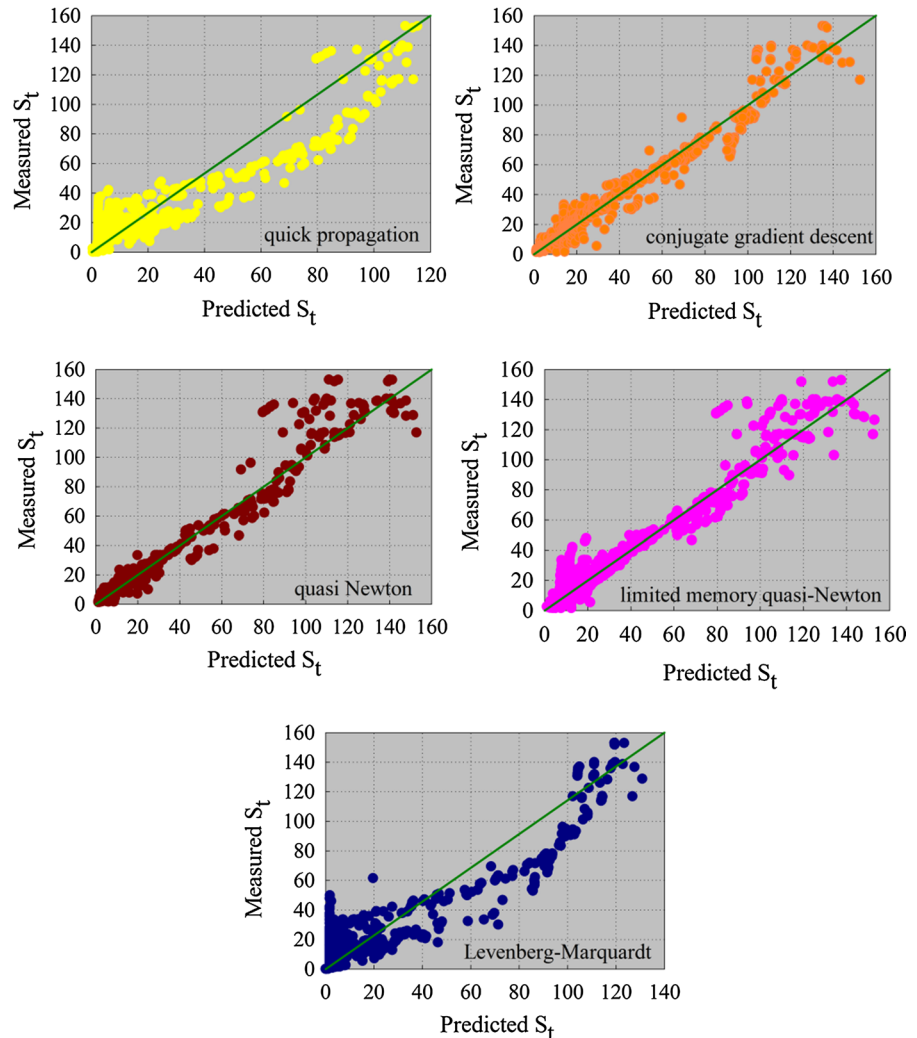 160
140
120
100
80
60
40
20
0
Measured St
quick propagation
0 20 40 60 80 100 120
Predicted St
160
140
120
100
80
60
40
20
0
Measured St
conjugate gradient descent
0 20 40 60 80 100 120 140 160
Predicted St
160
140
120
100
80
60
40
20
0
Measured St
quasi Newton
0 20 40 60 80 100 120 140 160
Predicted St
160
140
120
100
80
60
40
20
0
Measured St
limited memory quasi-Newton
0 20 40 60 80 100 120 140 160
Predicted St
160
140
120
100
80
60
40
20
0
Measured St
Levenberg-Marquardt
0 20 40 60 80 100 120 140
Predicted St